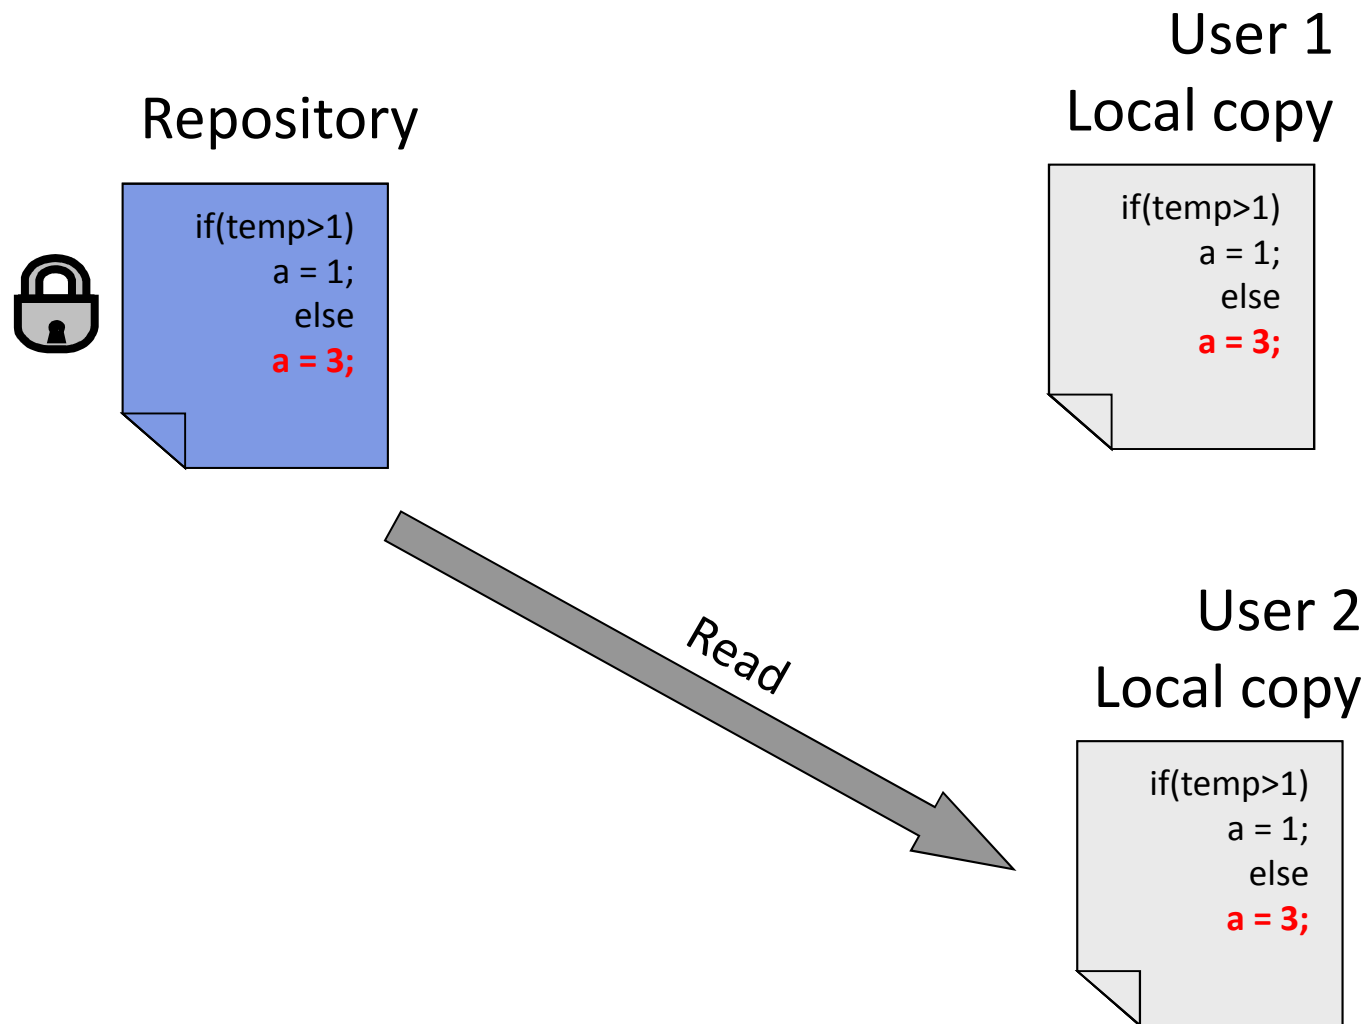 Repository
if(temp>1)
a = 1;
else
a = 3;
User 1
Local copy
if(temp>1)
a = 1;
else
a = 3;
Read
User 2
Local copy
if(temp>1)
a = 1;
else
a = 3;